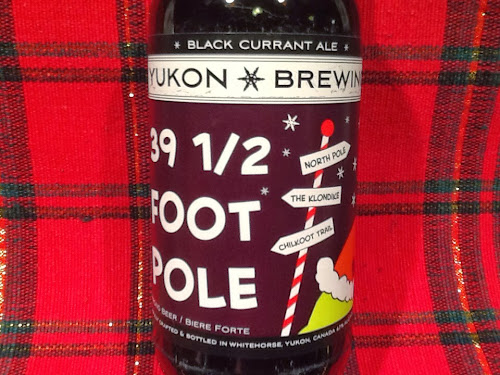 * BLACK CURRANT ALE *
YUKON * BREWIN
39 1/2
FOOT
POLE
NORTH POLE
THE KLONDIKE
CHILKOOT TRAIL
BEER / BIERE FORTE
& BOTTLED IN WHITEHORSE, YUKON, CANADA